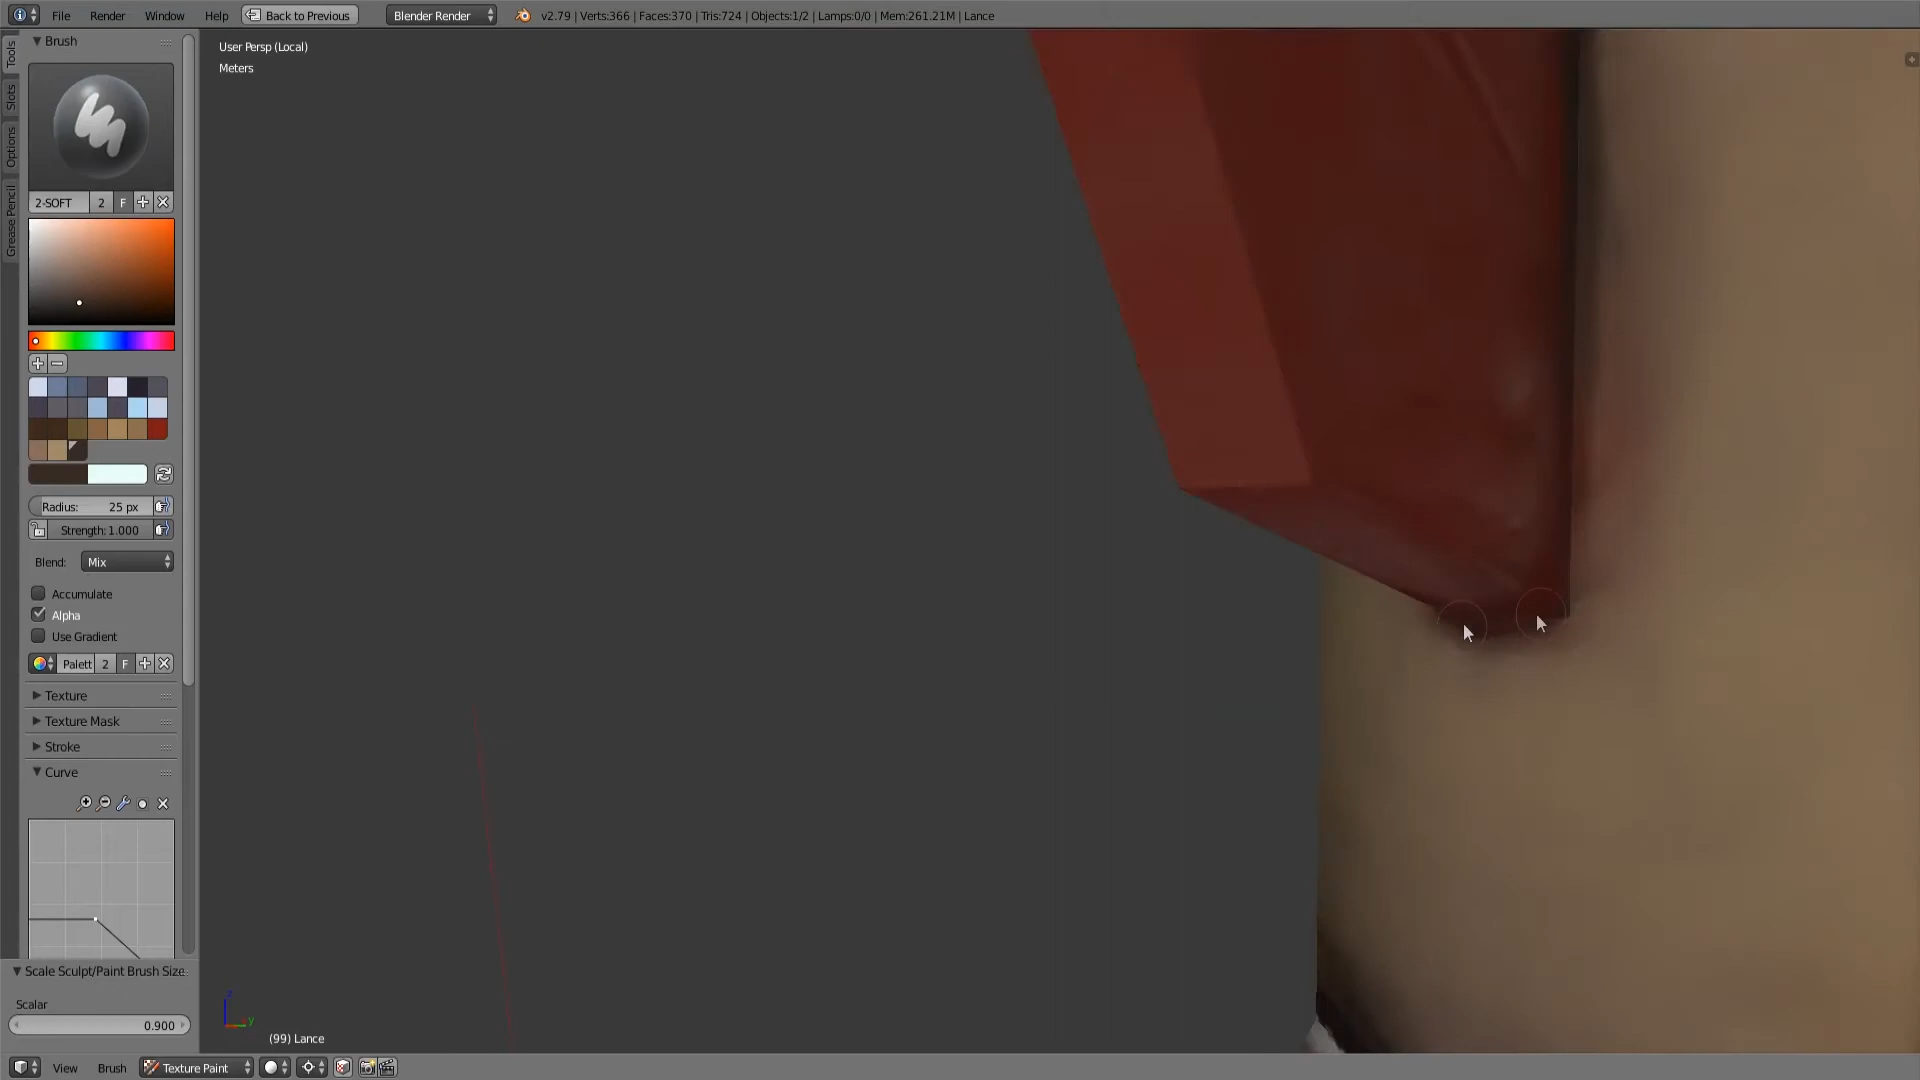 File Render Window Help Back to Previous Blender Render v2.79 | Verts:366 | Faces:370 | Tris:724 | Objects:1/2 | Lamps:0/0 | Mem:261.21M | Lance
Tools
Slots
Options
Grease Pencil
Brush
2-SOFT 2 F
Radius: 25 px
Strength: 1.000
Blend: Mix
Accumulate
Alpha
Use Gradient
Palett 2 F
Texture
Texture Mask
Stroke
Curve
Scale Sculpt/Paint Brush Size
Scalar
0.900
User Persp (Local)
Meters
z
y
(99) Lance
View Brush Texture Paint